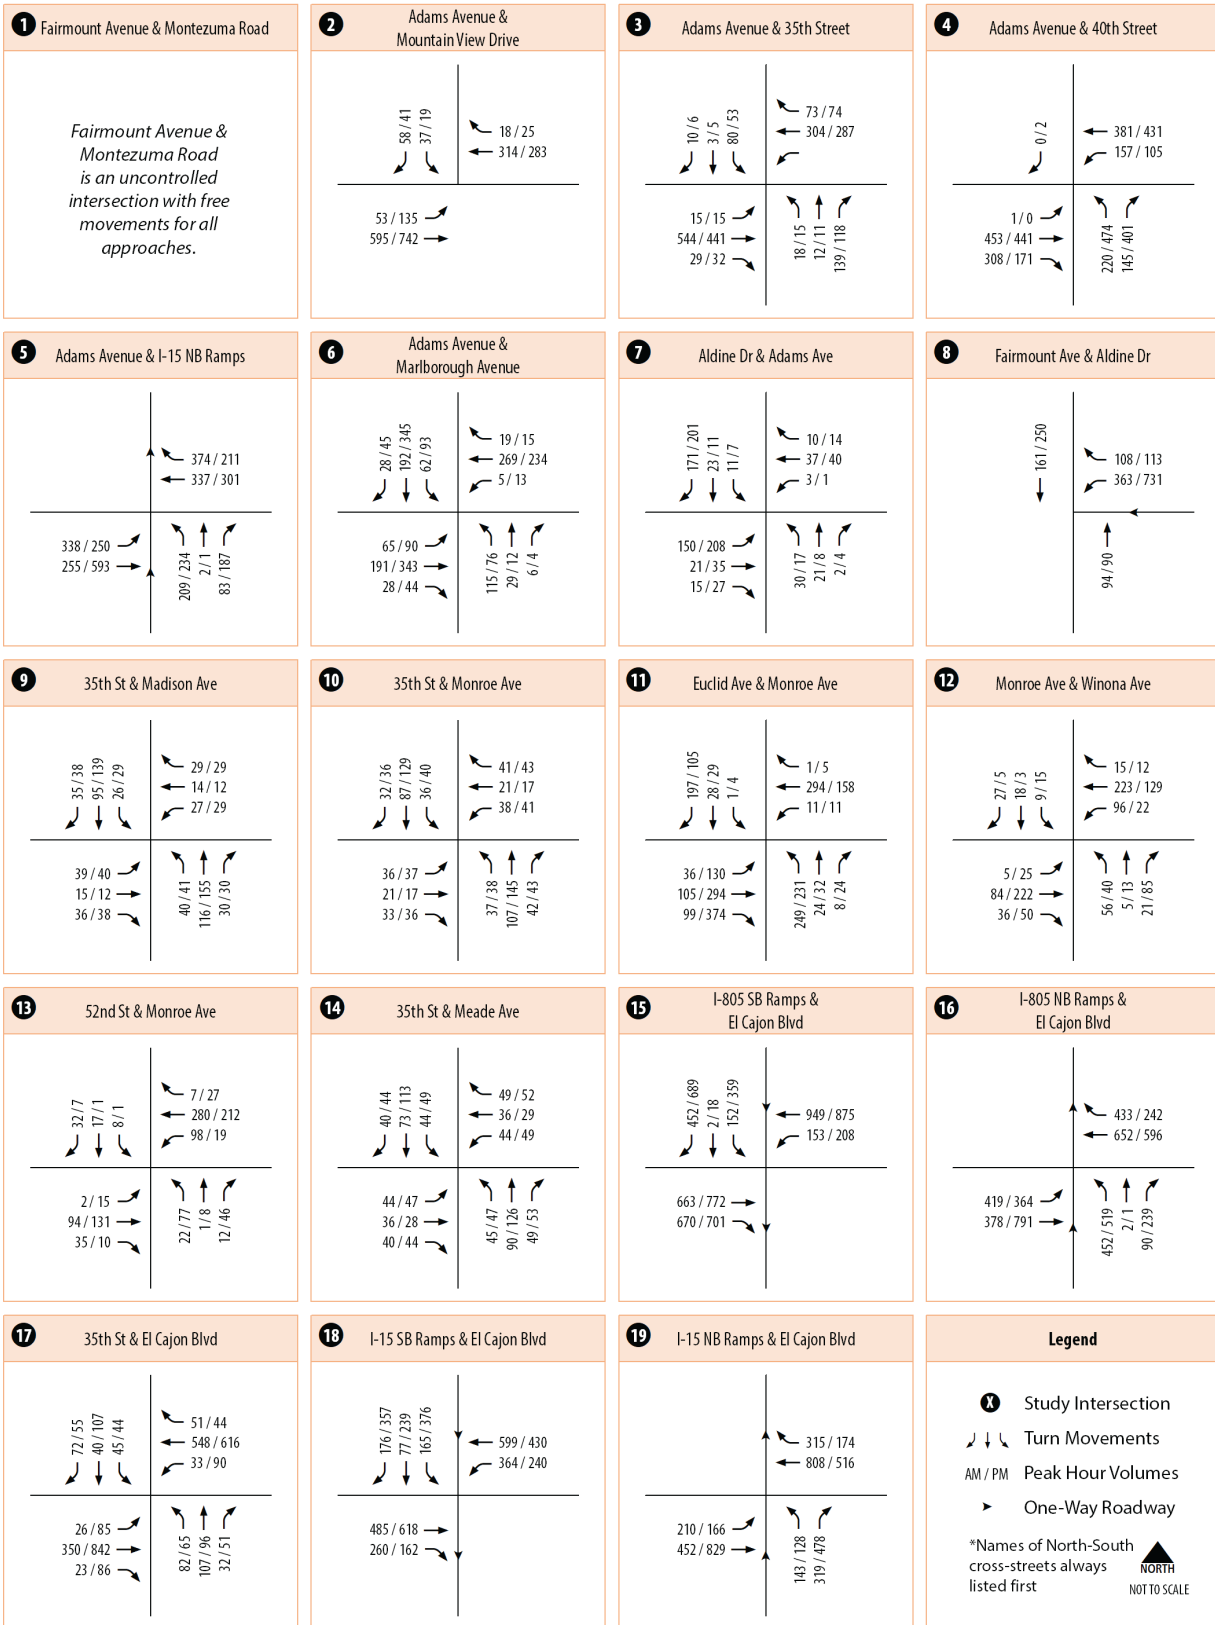 1 Fairmount Avenue & Montezuma Road
Fairmount Avenue &
Montezuma Road
is an uncontrolled
intersection with free
movements for all
approaches.
2 Adams Avenue &
Mountain View Drive
58 / 41
37 / 19
18 / 25
314 / 283
53 / 135
595 / 742
3 Adams Avenue & 35th Street
10 / 6
3 / 5
80 / 53
73 / 74
304 / 287
15 / 15
544 / 441
29 / 32
18 / 15
12 / 11
139 / 118
4 Adams Avenue & 40th Street
0 / 2
381 / 431
157 / 105
1 / 0
453 / 441
308 / 171
220 / 474
145 / 401
5 Adams Avenue & I-15 NB Ramps
374 / 211
337 / 301
338 / 250
255 / 593
209 / 234
2 / 1
83 / 187
6 Adams Avenue &
Marlborough Avenue
28 / 45
192 / 345
62 / 93
19 / 15
269 / 234
5 / 13
65 / 90
191 / 343
28 / 44
115 / 76
29 / 12
6 / 4
7 Aldine Dr & Adams Ave
171 / 201
23 / 11
11 / 7
10 / 14
37 / 40
3 / 1
150 / 208
21 / 35
15 / 27
30 / 17
21 / 8
2 / 4
8 Fairmount Ave & Aldine Dr
161 / 250
108 / 113
363 / 731
94 / 90
9 35th St & Madison Ave
35 / 38
95 / 139
26 / 29
29 / 29
14 / 12
27 / 29
39 / 40
15 / 12
36 / 38
40 / 41
116 / 155
30 / 30
10 35th St & Monroe Ave
32 / 36
87 / 129
36 / 40
41 / 43
21 / 17
38 / 41
36 / 37
21 / 17
33 / 36
37 / 38
107 / 145
42 / 43
11 Euclid Ave & Monroe Ave
197 / 105
28 / 29
1 / 4
1 / 5
294 / 158
11 / 11
36 / 130
105 / 294
99 / 374
249 / 231
24 / 32
8 / 24
12 Monroe Ave & Winona Ave
27 / 5
18 / 3
9 / 15
15 / 12
223 / 129
96 / 22
5 / 25
84 / 222
36 / 50
56 / 40
5 / 13
21 / 85
13 52nd St & Monroe Ave
32 / 7
17 / 1
8 / 1
7 / 27
280 / 212
98 / 19
2 / 15
94 / 131
35 / 10
22 / 77
1 / 8
12 / 46
14 35th St & Meade Ave
40 / 44
73 / 113
44 / 49
49 / 52
36 / 29
44 / 49
44 / 47
36 / 28
40 / 44
45 / 47
90 / 126
49 / 53
15 I-805 SB Ramps &
El Cajon Blvd
452 / 689
2 / 18
152 / 359
949 / 875
153 / 208
663 / 772
670 / 701
16 I-805 NB Ramps &
El Cajon Blvd
433 / 242
652 / 596
419 / 364
378 / 791
452 / 519
2 / 1
90 / 239
17 35th St & El Cajon Blvd
72 / 55
40 / 107
45 / 44
51 / 44
548 / 616
33 / 90
26 / 85
350 / 842
23 / 86
82 / 65
107 / 96
32 / 51
18 I-15 SB Ramps & El Cajon Blvd
176 / 357
77 / 239
165 / 376
599 / 430
364 / 240
485 / 618
260 / 162
19 I-15 NB Ramps & El Cajon Blvd
315 / 174
808 / 516
210 / 166
452 / 829
143 / 128
319 / 478
Legend
X Study Intersection
Turn Movements
AM / PM Peak Hour Volumes
One-Way Roadway
*Names of North-South
cross-streets always
listed first
NORTH
NOT TO SCALE